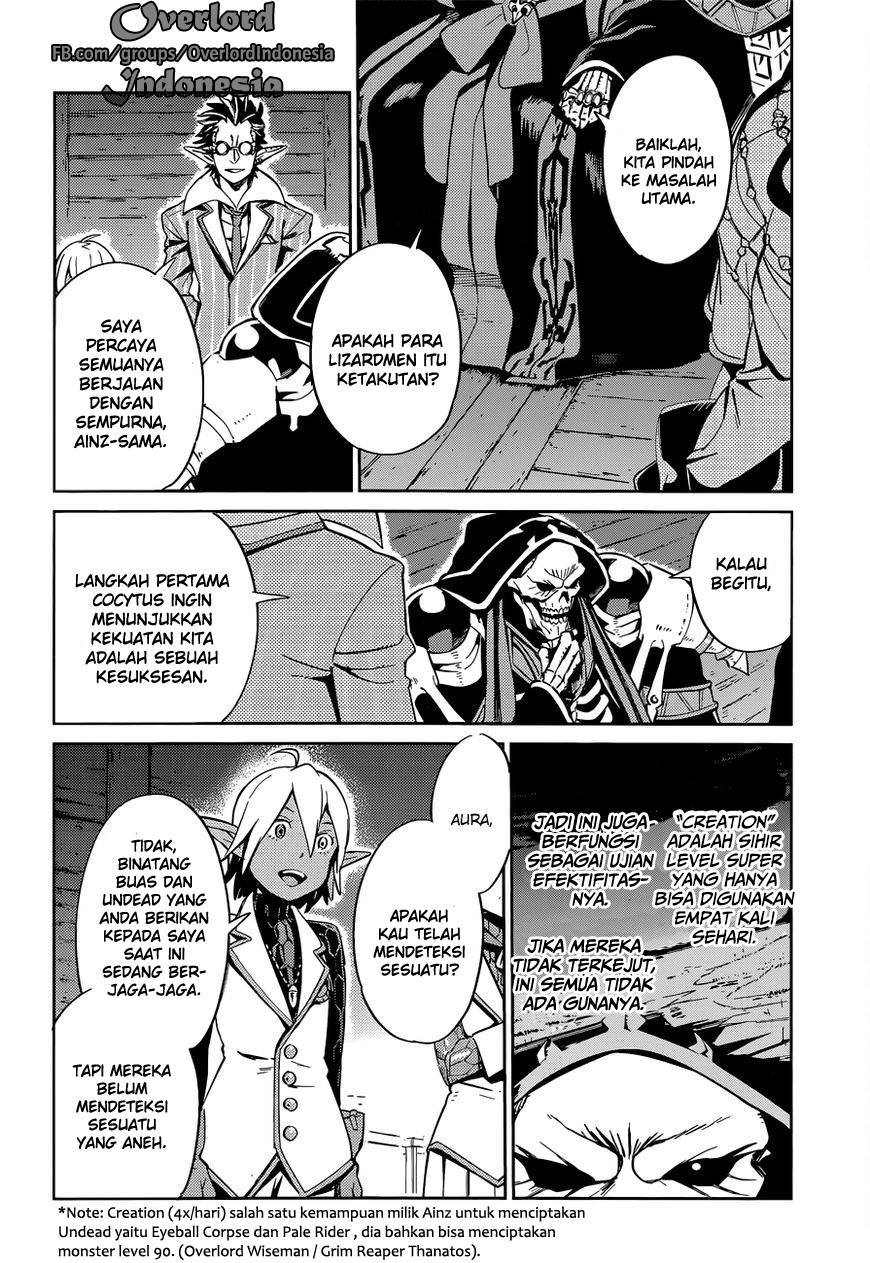 Overlord
FB.com/groups/OverlordIndonesia
Indonesia
BAIKLAH,
KITA PINDAH
KE MASALAH
UTAMA.
APAKAH PARA
LIZARDMEN ITU
KETAKUTAN?
SAYA
PERCAYA
SEMUANYA
BERJALAN
DENGAN
SEMPURNA,
AINZ-SAMA.
KALAU
BEGITU,
LANGKAH PERTAMA
COCYTUS INGIN
MENUNJUKKAN
KEKUATAN KITA
ADALAH SEBUAH
KESUKSESAN.
"CREATION"
ADALAH SIHIR
LEVEL SUPER
YANG HANYA
BISA DIGUNAKAN
EMPAT KALI
SEHARI.
JADI INI JUGA
BERFUNGSI
SEBAGAI UJIAN
EFEKTIFITAS-
NYA.
JIKA MEREKA
TIDAK TERKEJUT,
INI SEMUA TIDAK
ADA GUNANYA.
AURA,
APAKAH
KAU TELAH
MENDETEKSI
SESUATU?
TIDAK,
BINATANG
BUAS DAN
UNDEAD YANG
ANDA BERIKAN
KEPADA SAYA
SAAT INI
SEDANG BER-
JAGA-JAGA.
TAPI MEREKA
BELUM
MENDETEKSI
SESUATU
YANG ANEH.
*Note: Creation (4x/hari) salah satu kemampuan milik Ainz untuk menciptakan
Undead yaitu Eyeball Corpse dan Pale Rider , dia bahkan bisa menciptakan
monster level 90. (Overlord Wiseman / Grim Reaper Thanatos).